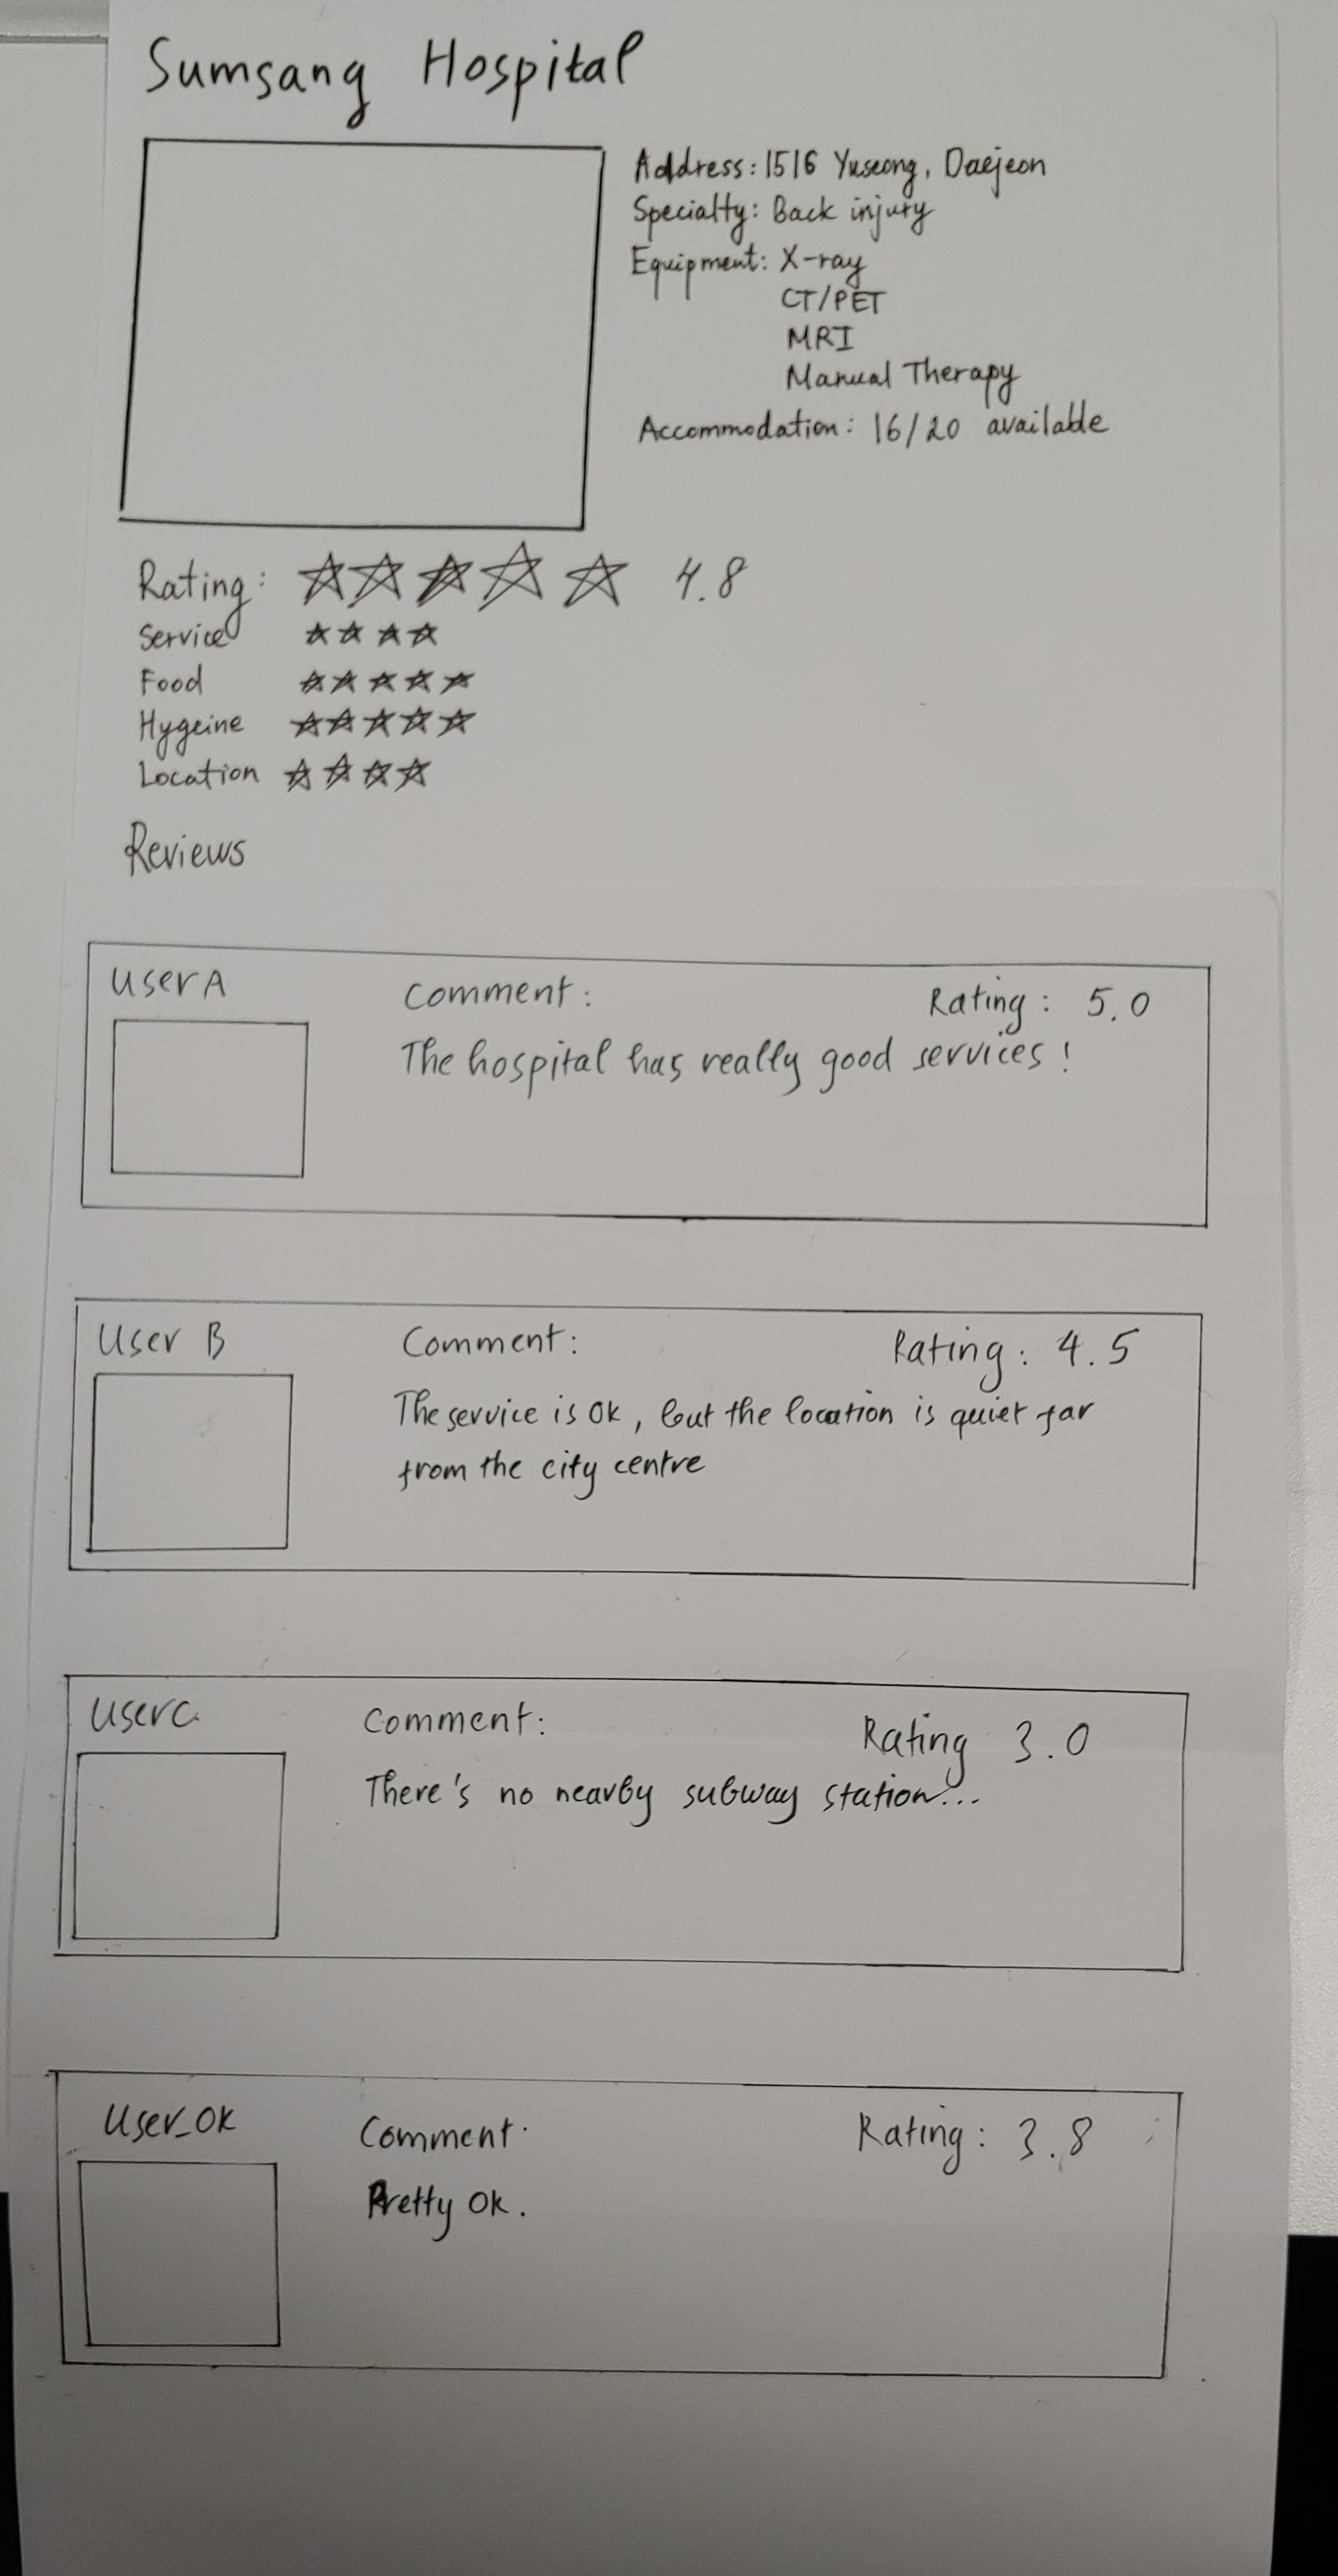 Sumsang Hospital
Address: 1516 Yuseong, Daejeon
Specialty: Back injury
Equipment: X-ray
CT/PET
MRI
Manual Therapy
Accommodation: 16/20 available
Rating: 4.8
Service
Food
Hygeine
Location
Reviews
User A
Comment:
Rating: 5.0
The hospital has really good services!
User B
Comment:
Rating: 4.5
The service is ok, but the location is quiet far
from the city centre
User C
Comment:
Rating 3.0
There's no nearby subway station...
User_OK
Comment:
Rating: 3.8
Pretty OK.